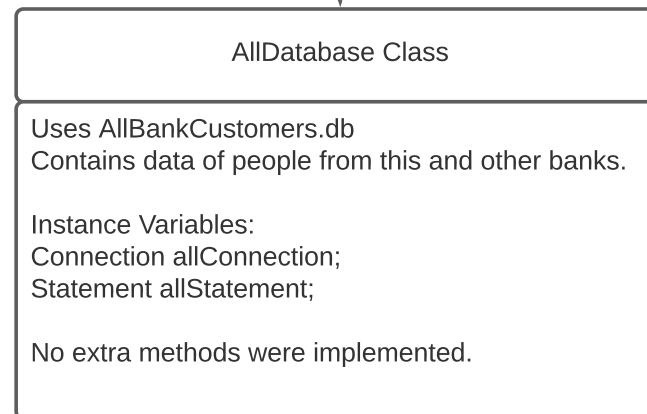 AllDatabase Class
Uses AllBankCustomers.db
Contains data of people from this and other banks.
Instance Variables:
Connection allConnection;
Statement allStatement;
No extra methods were implemented.